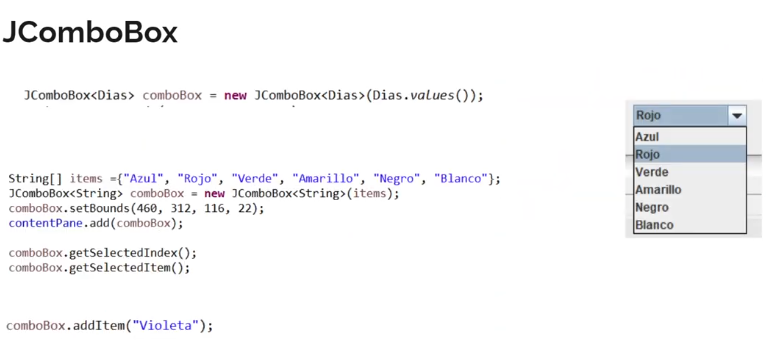 JComboBox
JComboBox<Dias> comboBox = new JComboBox<Dias>(Dias.values());
String[] items ={"Azul", "Rojo", "Verde", "Amarillo", "Negro", "Blanco"};
JComboBox<String> comboBox = new JComboBox<String>(items);
comboBox.setBounds(460, 312, 116, 22);
contentPane.add(comboBox);
comboBox.getSelectedIndex();
comboBox.getSelectedItem();
comboBox.addItem("Violeta");
Rojo
Azul
Rojo
Verde
Amarillo
Negro
Blanco